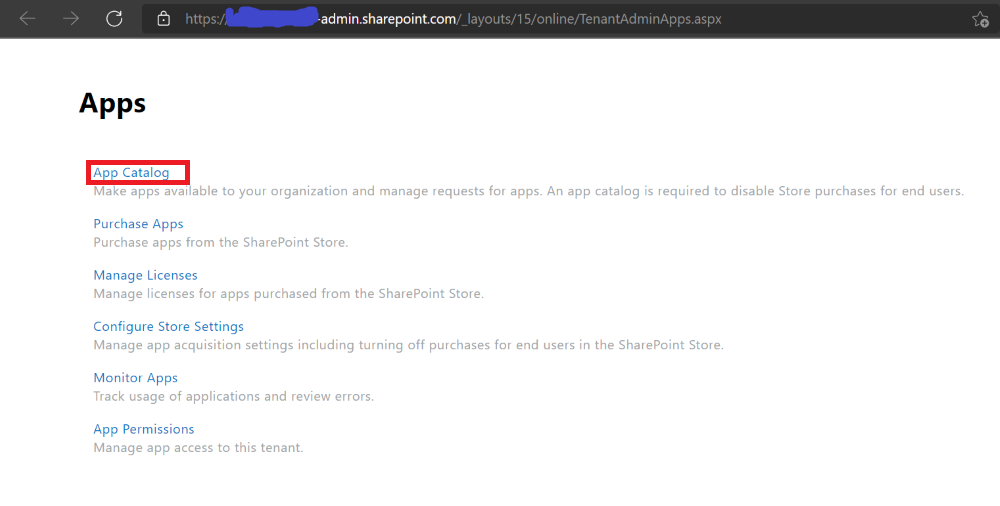 https://-admin.sharepoint.com/_layouts/15/online/TenantAdminApps.aspx
Apps
App Catalog
Make apps available to your organization and manage requests for apps. An app catalog is required to disable Store purchases for end users.
Purchase Apps
Purchase apps from the SharePoint Store.
Manage Licenses
Manage licenses for apps purchased from the SharePoint Store.
Configure Store Settings
Manage app acquisition settings including turning off purchases for end users in the SharePoint Store.
Monitor Apps
Track usage of applications and review errors.
App Permissions
Manage app access to this tenant.